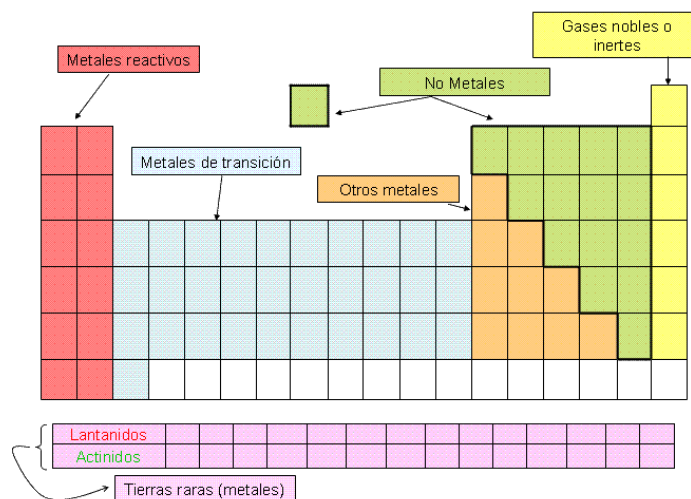 Gases nobles o
inertes
Metales reactivos
No Metales
Metales de transición
Otros metales
Lantanidos
Actinidos
Tierras raras (metales)